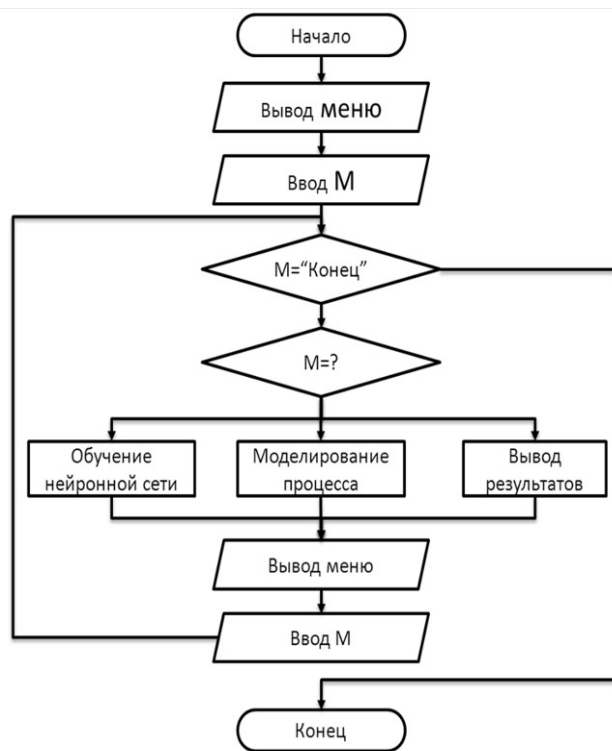 Начало
Вывод меню
Ввод М
М=“Конец”
М=?
Обучение
нейронной сети
Моделирование
процесса
Вывод
результатов
Вывод меню
Ввод М
Конец